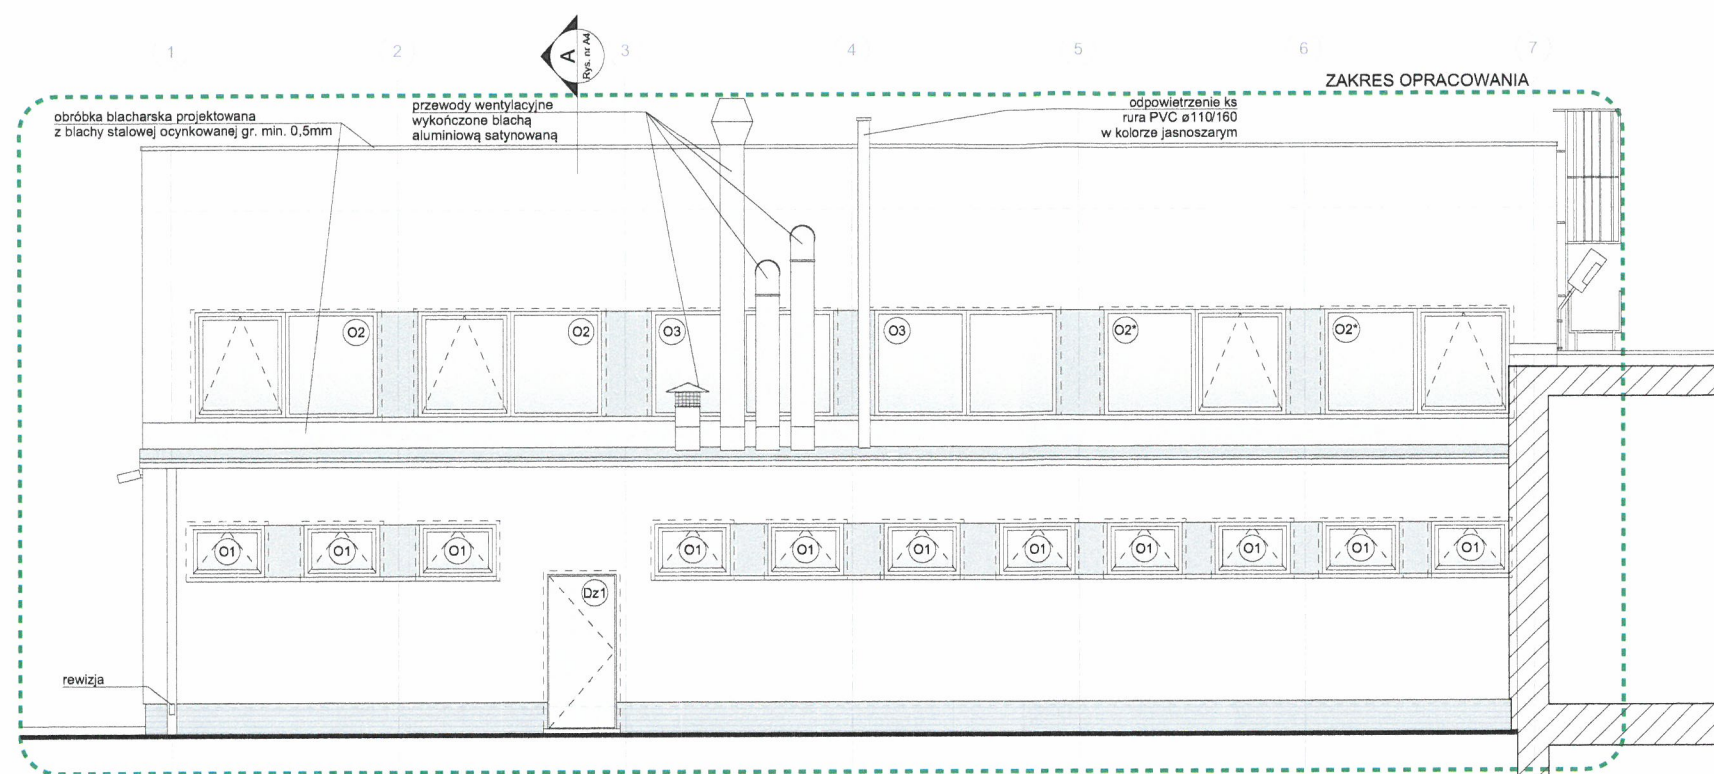 1 2 3 4 5 6 7
A
Rys. nr A4
ZAKRES OPRACOWANIA
obróbka blacharska projektowana
z blachy stalowej ocynkowanej gr. min. 0,5mm
przewody wentylacyjne
wykończone blachą
aluminiową satynowaną
odpowietrzenie ks
rura PVC ø110/160
w kolorze jasnoszarym
O2 O2 O3 O3 O2* O2*
O1 O1 O1 O1 O1 O1 O1 O1 O1 O1 O1
Dz1
rewizja